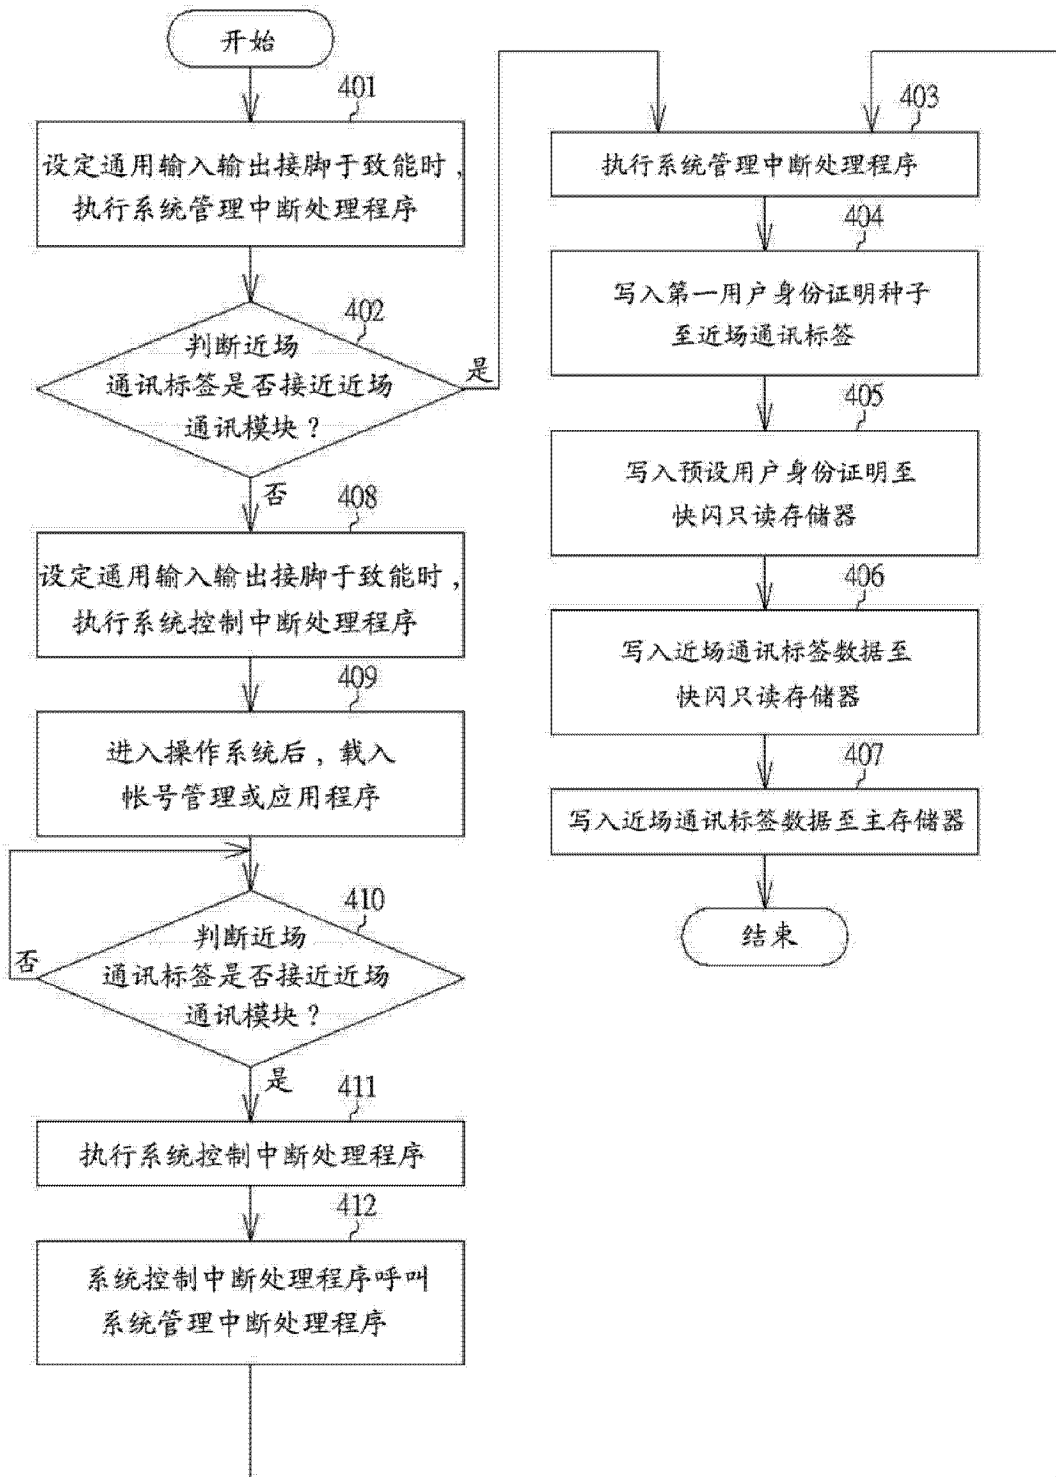 开始
401
设定通用输入输出接脚于致能时，
执行系统管理中断处理程序
402
判断近场
通讯标签是否接近近场
通讯模块？
是
否
408
设定通用输入输出接脚于致能时，
执行系统控制中断处理程序
409
进入操作系统后，载入
帐号管理或应用程序
410
判断近场
通讯标签是否接近近场
通讯模块？
否
是
411
执行系统控制中断处理程序
412
系统控制中断处理程序呼叫
系统管理中断处理程序
403
执行系统管理中断处理程序
404
写入第一用户身份证明种子
至近场通讯标签
405
写入预设用户身份证明至
快闪只读存储器
406
写入近场通讯标签数据至
快闪只读存储器
407
写入近场通讯标签数据至主存储器
结束